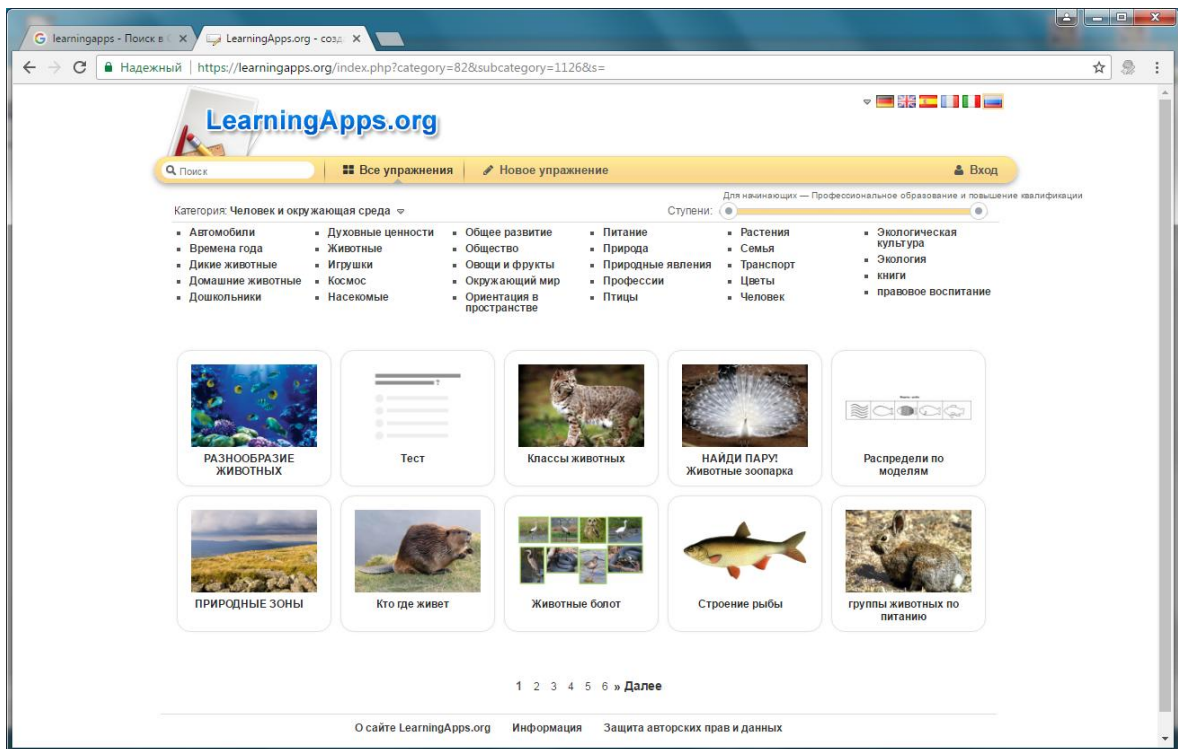 learningapps - Поиск в G
LearningApps.org - созд
Надежный | https://learningapps.org/index.php?category=82&subcategory=1126&s=
LearningApps.org
Поиск
Все упражнения
Новое упражнение
Вход
Для начинающих — Профессиональное образование и повышение квалификации
Категория: Человек и окружающая среда
Ступени:
Автомобили
Времена года
Дикие животные
Домашние животные
Дошкольники
Духовные ценности
Животные
Игрушки
Космос
Насекомые
Общее развитие
Общество
Овощи и фрукты
Окружающий мир
Ориентация в
пространстве
Питание
Природа
Природные явления
Профессии
Птицы
Растения
Семья
Транспорт
Цветы
Человек
Экологическая
культура
Экология
книги
правовое воспитание
РАЗНООБРАЗИЕ
ЖИВОТНЫХ
?
Тест
Классы животных
НАЙДИ ПАРУ!
Животные зоопарка
Распредели по
моделям
ПРИРОДНЫЕ ЗОНЫ
Кто где живет
Животные болот
Строение рыбы
группы животных по
питанию
1 2 3 4 5 6 » Далее
О сайте LearningApps.org Информация Защита авторских прав и данных